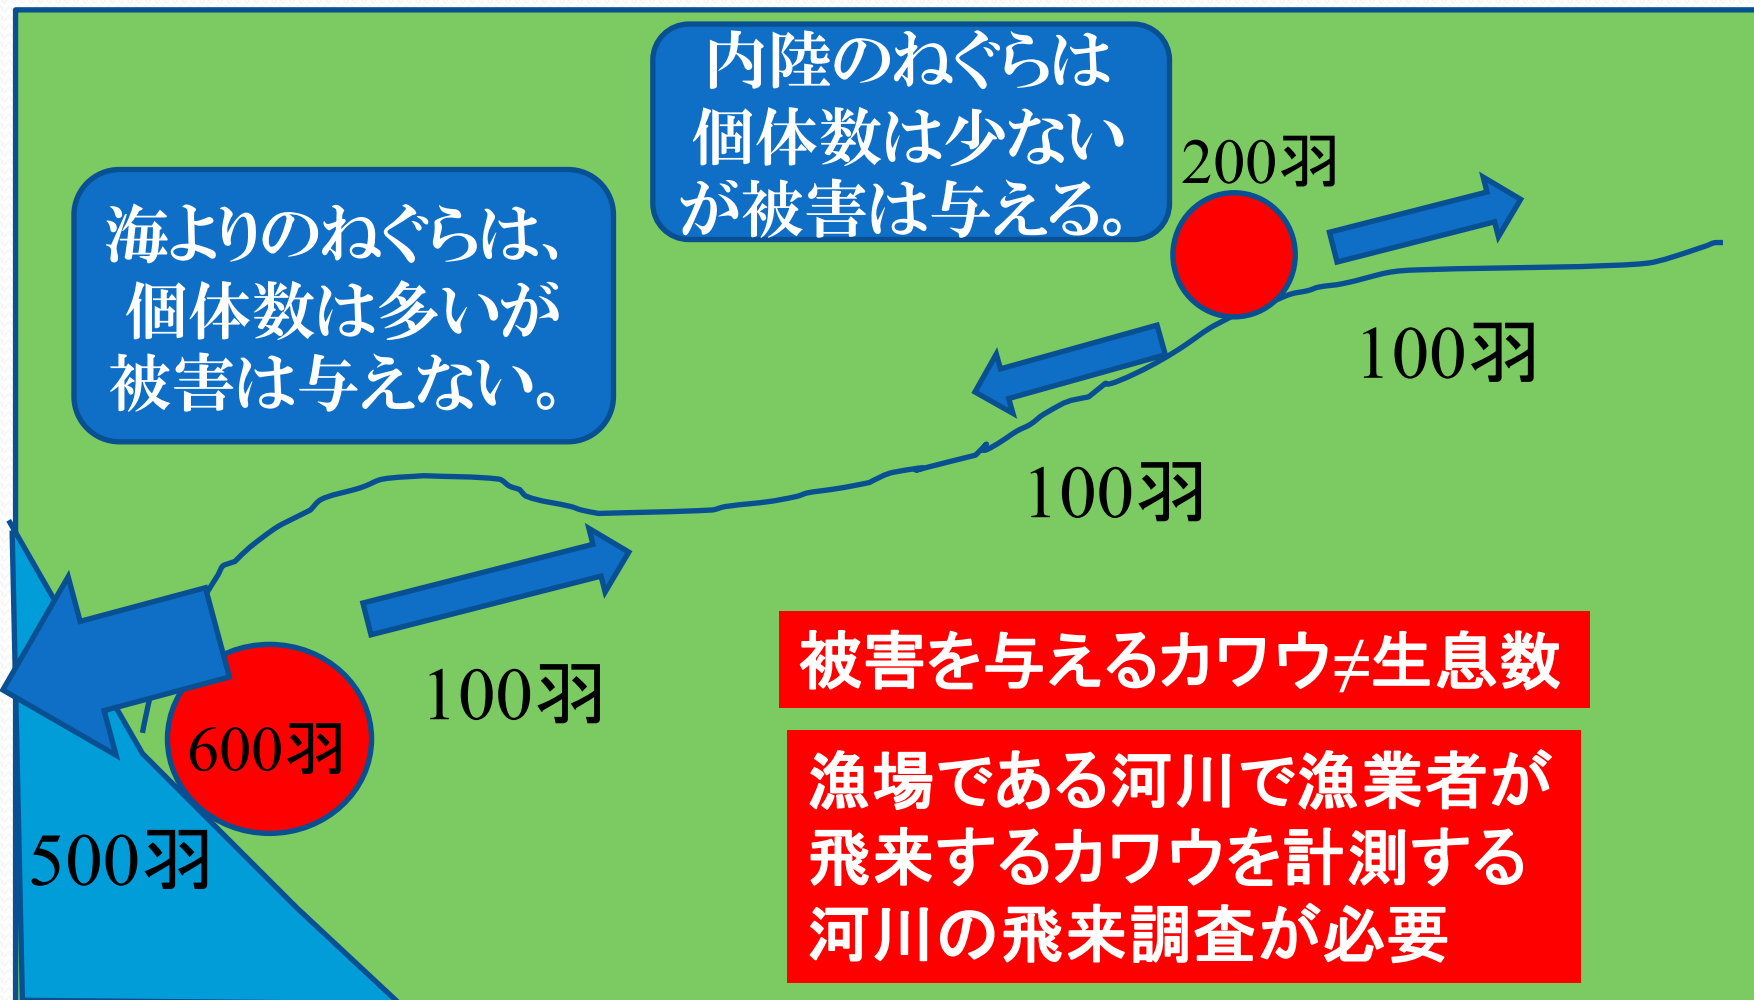 内陸のねぐらは
個体数は少ない
が被害は与える。
200羽
海よりのねぐらは、
個体数は多いが
被害は与えない。
100羽
100羽
100羽
600羽
500羽
被害を与えるカワウ≠生息数
漁場である河川で漁業者が
飛来するカワウを計測する
河川の飛来調査が必要